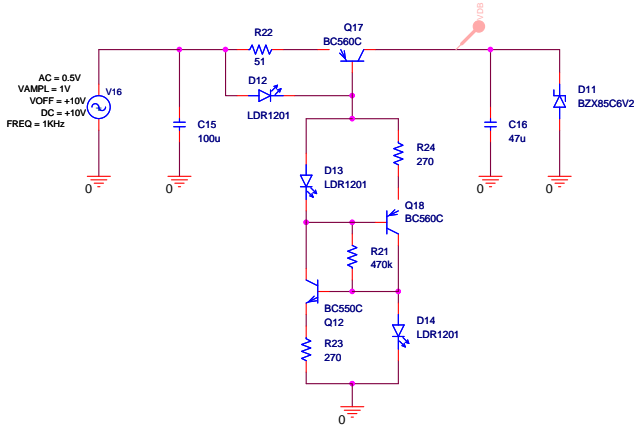 VDB
R22
51
Q17
BC560C
D12
LDR1201
AC = 0.5V
VAMPL = 1V
VOFF = +10V
DC = +10V
FREQ = 1KHz
V16
C15
100u
C16
47u
D11
BZX85C6V2
0
0
0
R24
270
D13
LDR1201
Q18
BC560C
R21
470k
BC550C
Q12
D14
LDR1201
R23
270
0